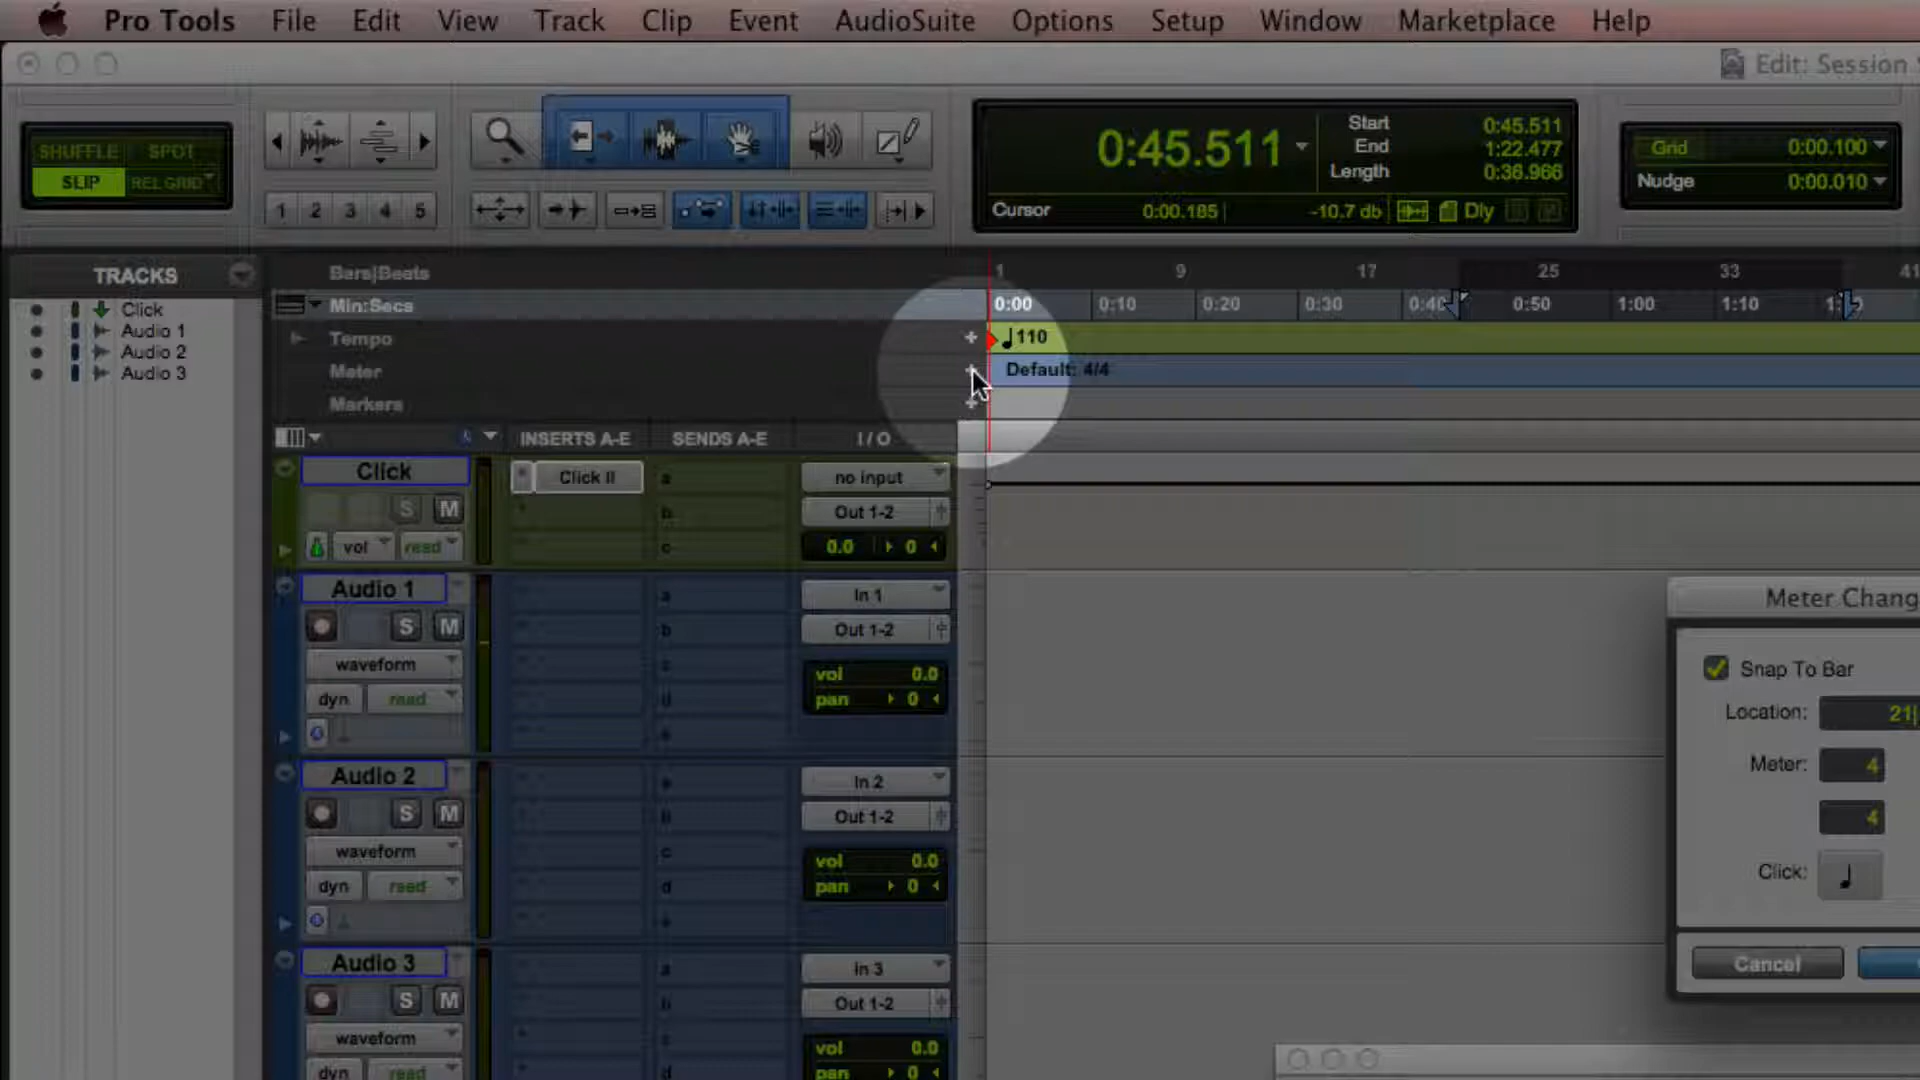 Pro Tools File Edit View Track Clip Event AudioSuite Options Setup Window Marketplace Help
Edit: Session
SHUFFLE SPOT
SLIP REL GRID
1 2 3 4 5
0:45.511
Start 0:45.511
End 1:22.477
Length 0:36.966
Cursor 0:00.185 -10.7 db Dly
Grid 0:00.100
Nudge 0:00.010
TRACKS
Click
Audio 1
Audio 2
Audio 3
Bars|Beats 1 9 17 25 33 41
Min:Secs 0:00 0:10 0:20 0:30 0:40 0:50 1:00 1:10
Tempo + 110
Meter + Default: 4/4
Markers +
INSERTS A-E SENDS A-E I / O
Click
Click II
a
no input
S M
b
Out 1-2
vol read
c
0.0 0
Audio 1
a
In 1
S M
b
Out 1-2
waveform
c
vol 0.0
dyn read
d
pan 0
e
Audio 2
a
In 2
S M
b
Out 1-2
waveform
c
vol 0.0
dyn read
d
pan 0
e
Audio 3
a
In 3
S M
b
Out 1-2
waveform
c
vol 0.0
dyn read
d
pan 0
Meter Chang
Snap To Bar
Location: 21|
Meter: 4
4
Click:
Cancel